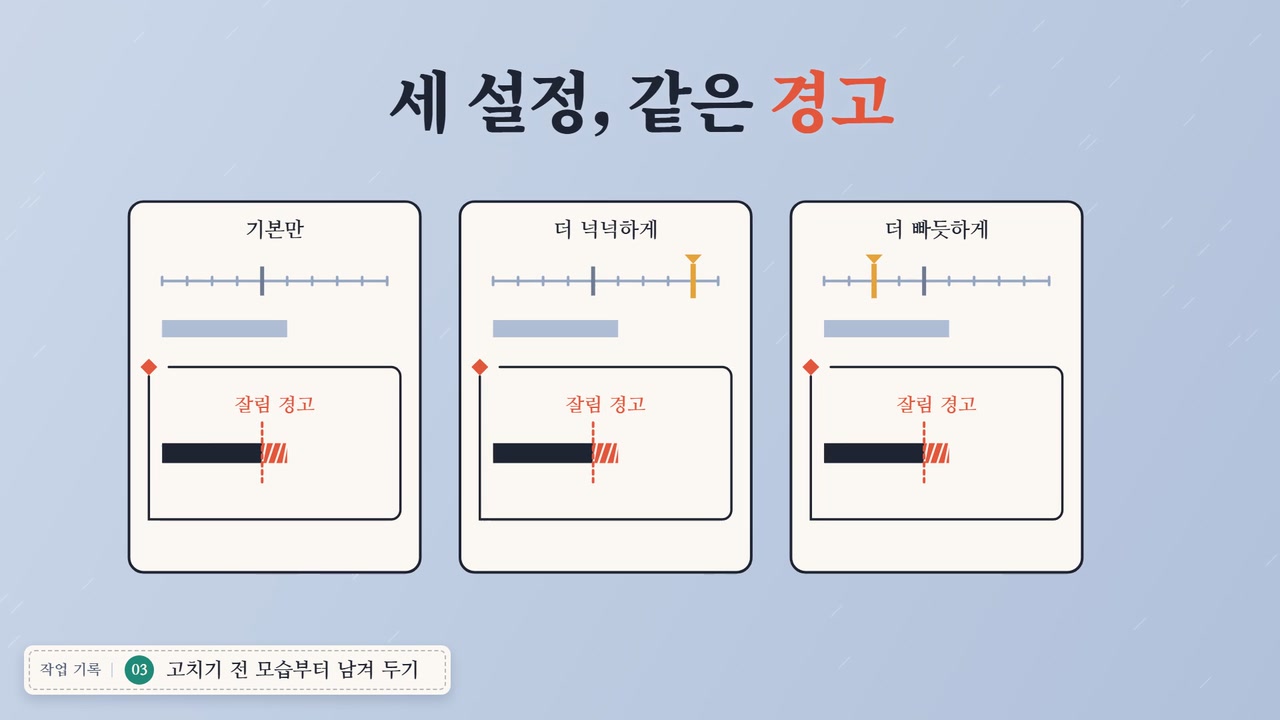 세 설정, 같은 경고
기본만
잘림 경고
더 넉넉하게
잘림 경고
더 빠듯하게
잘림 경고
작업 기록 03 고치기 전 모습부터 남겨 두기